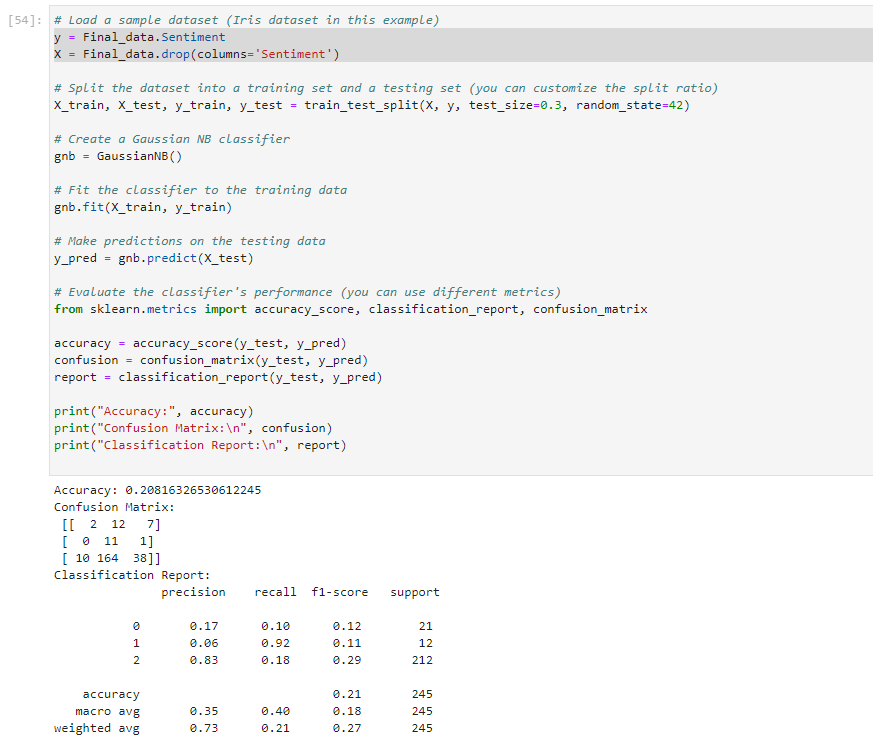 [54]: # Load a sample dataset (Iris dataset in this example)
y = Final_data.Sentiment
X = Final_data.drop(columns='Sentiment')
# Split the dataset into a training set and a testing set (you can customize the split ratio)
X_train, X_test, y_train, y_test = train_test_split(X, y, test_size=0.3, random_state=42)
# Create a Gaussian NB classifier
gnb = GaussianNB()
# Fit the classifier to the training data
gnb.fit(X_train, y_train)
# Make predictions on the testing data
y_pred = gnb.predict(X_test)
# Evaluate the classifier's performance (you can use different metrics)
from sklearn.metrics import accuracy_score, classification_report, confusion_matrix
accuracy = accuracy_score(y_test, y_pred)
confusion = confusion_matrix(y_test, y_pred)
report = classification_report(y_test, y_pred)
print("Accuracy:", accuracy)
print("Confusion Matrix:\n", confusion)
print("Classification Report:\n", report)
Accuracy: 0.20816326530612245
Confusion Matrix:
[[ 2 12 7]
[ 0 11 1]
[ 10 164 38]]
Classification Report:
precision recall f1-score support
0 0.17 0.10 0.12 21
1 0.06 0.92 0.11 12
2 0.83 0.18 0.29 212
accuracy 0.21 245
macro avg 0.35 0.40 0.18 245
weighted avg 0.73 0.21 0.27 245